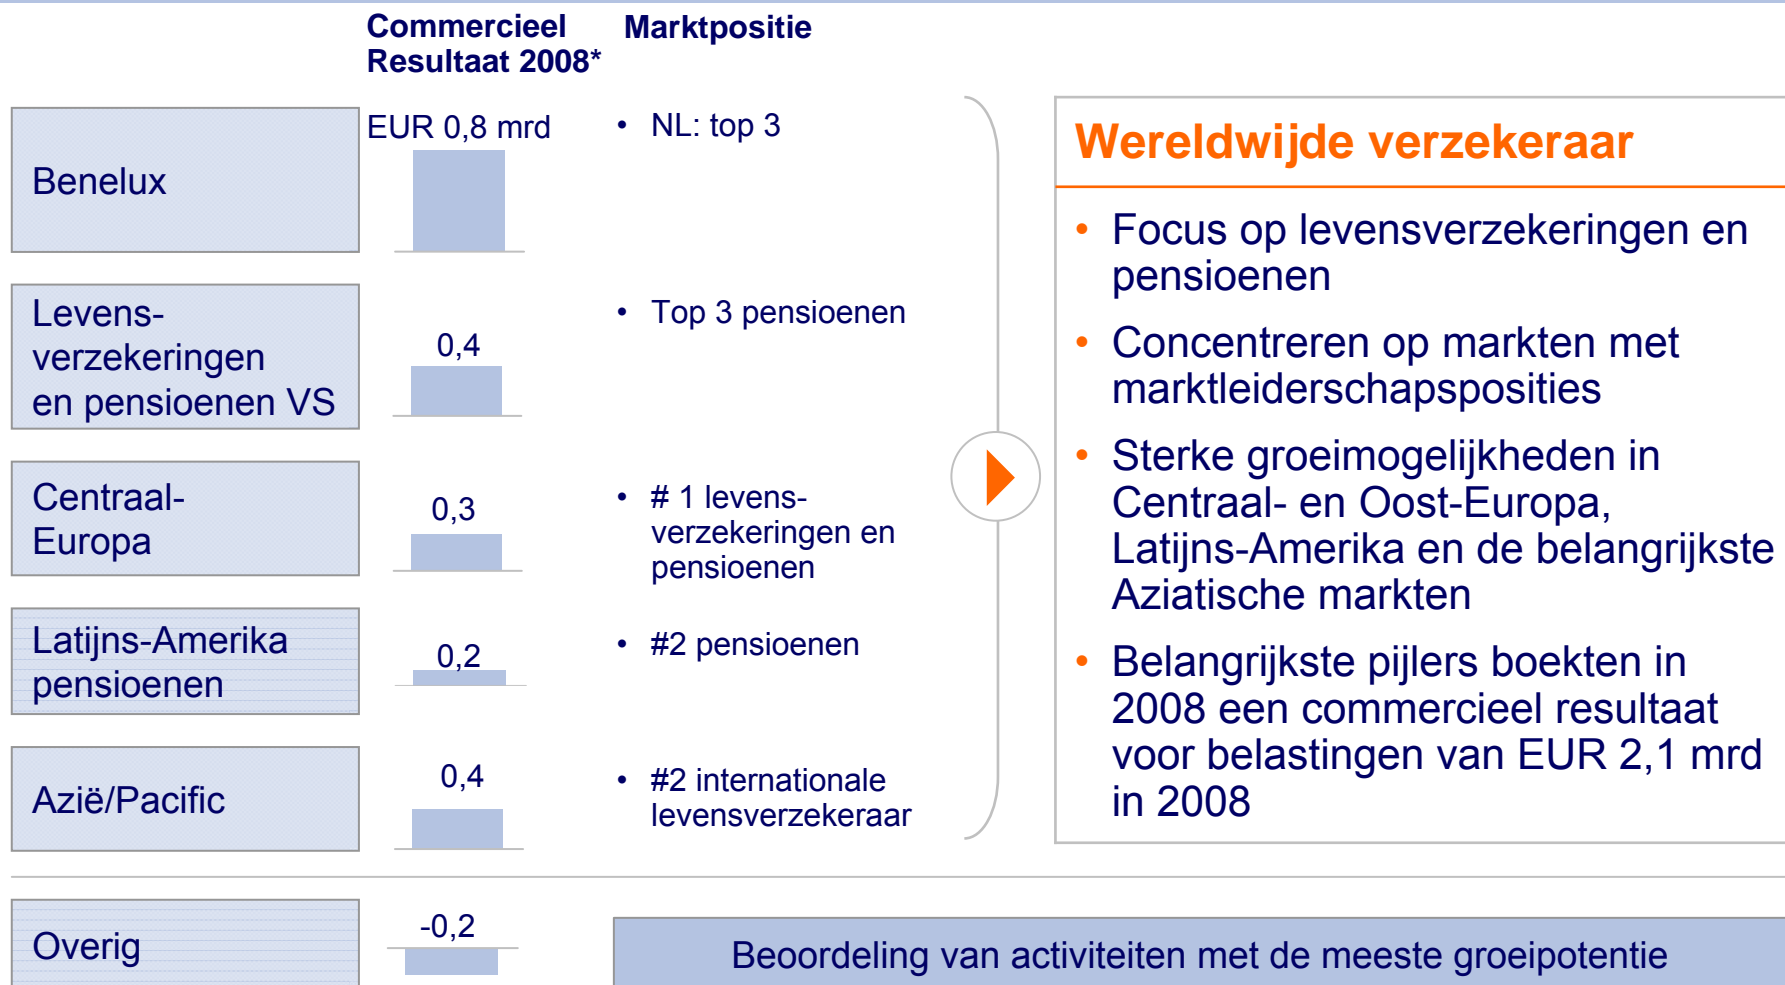 Commercieel
Resultaat 2008*
Marktpositie
Benelux
EUR 0,8 mrd
• NL: top 3
Levens-
verzekeringen
en pensioenen VS
0,4
• Top 3 pensioenen
Centraal-
Europa
0,3
• # 1 levens-
verzekeringen en
pensioenen
Latijns-Amerika
pensioenen
0,2
• #2 pensioenen
Azië/Pacific
0,4
• #2 internationale
levensverzekeraar
Wereldwijde verzekeraar
• Focus op levensverzekeringen en
pensioenen
• Concentreren op markten met
marktleiderschapsposities
• Sterke groeimogelijkheden in
Centraal- en Oost-Europa,
Latijns-Amerika en de belangrijkste
Aziatische markten
• Belangrijkste pijlers boekten in
2008 een commercieel resultaat
voor belastingen van EUR 2,1 mrd
in 2008
Overig
-0,2
Beoordeling van activiteiten met de meeste groeipotentie